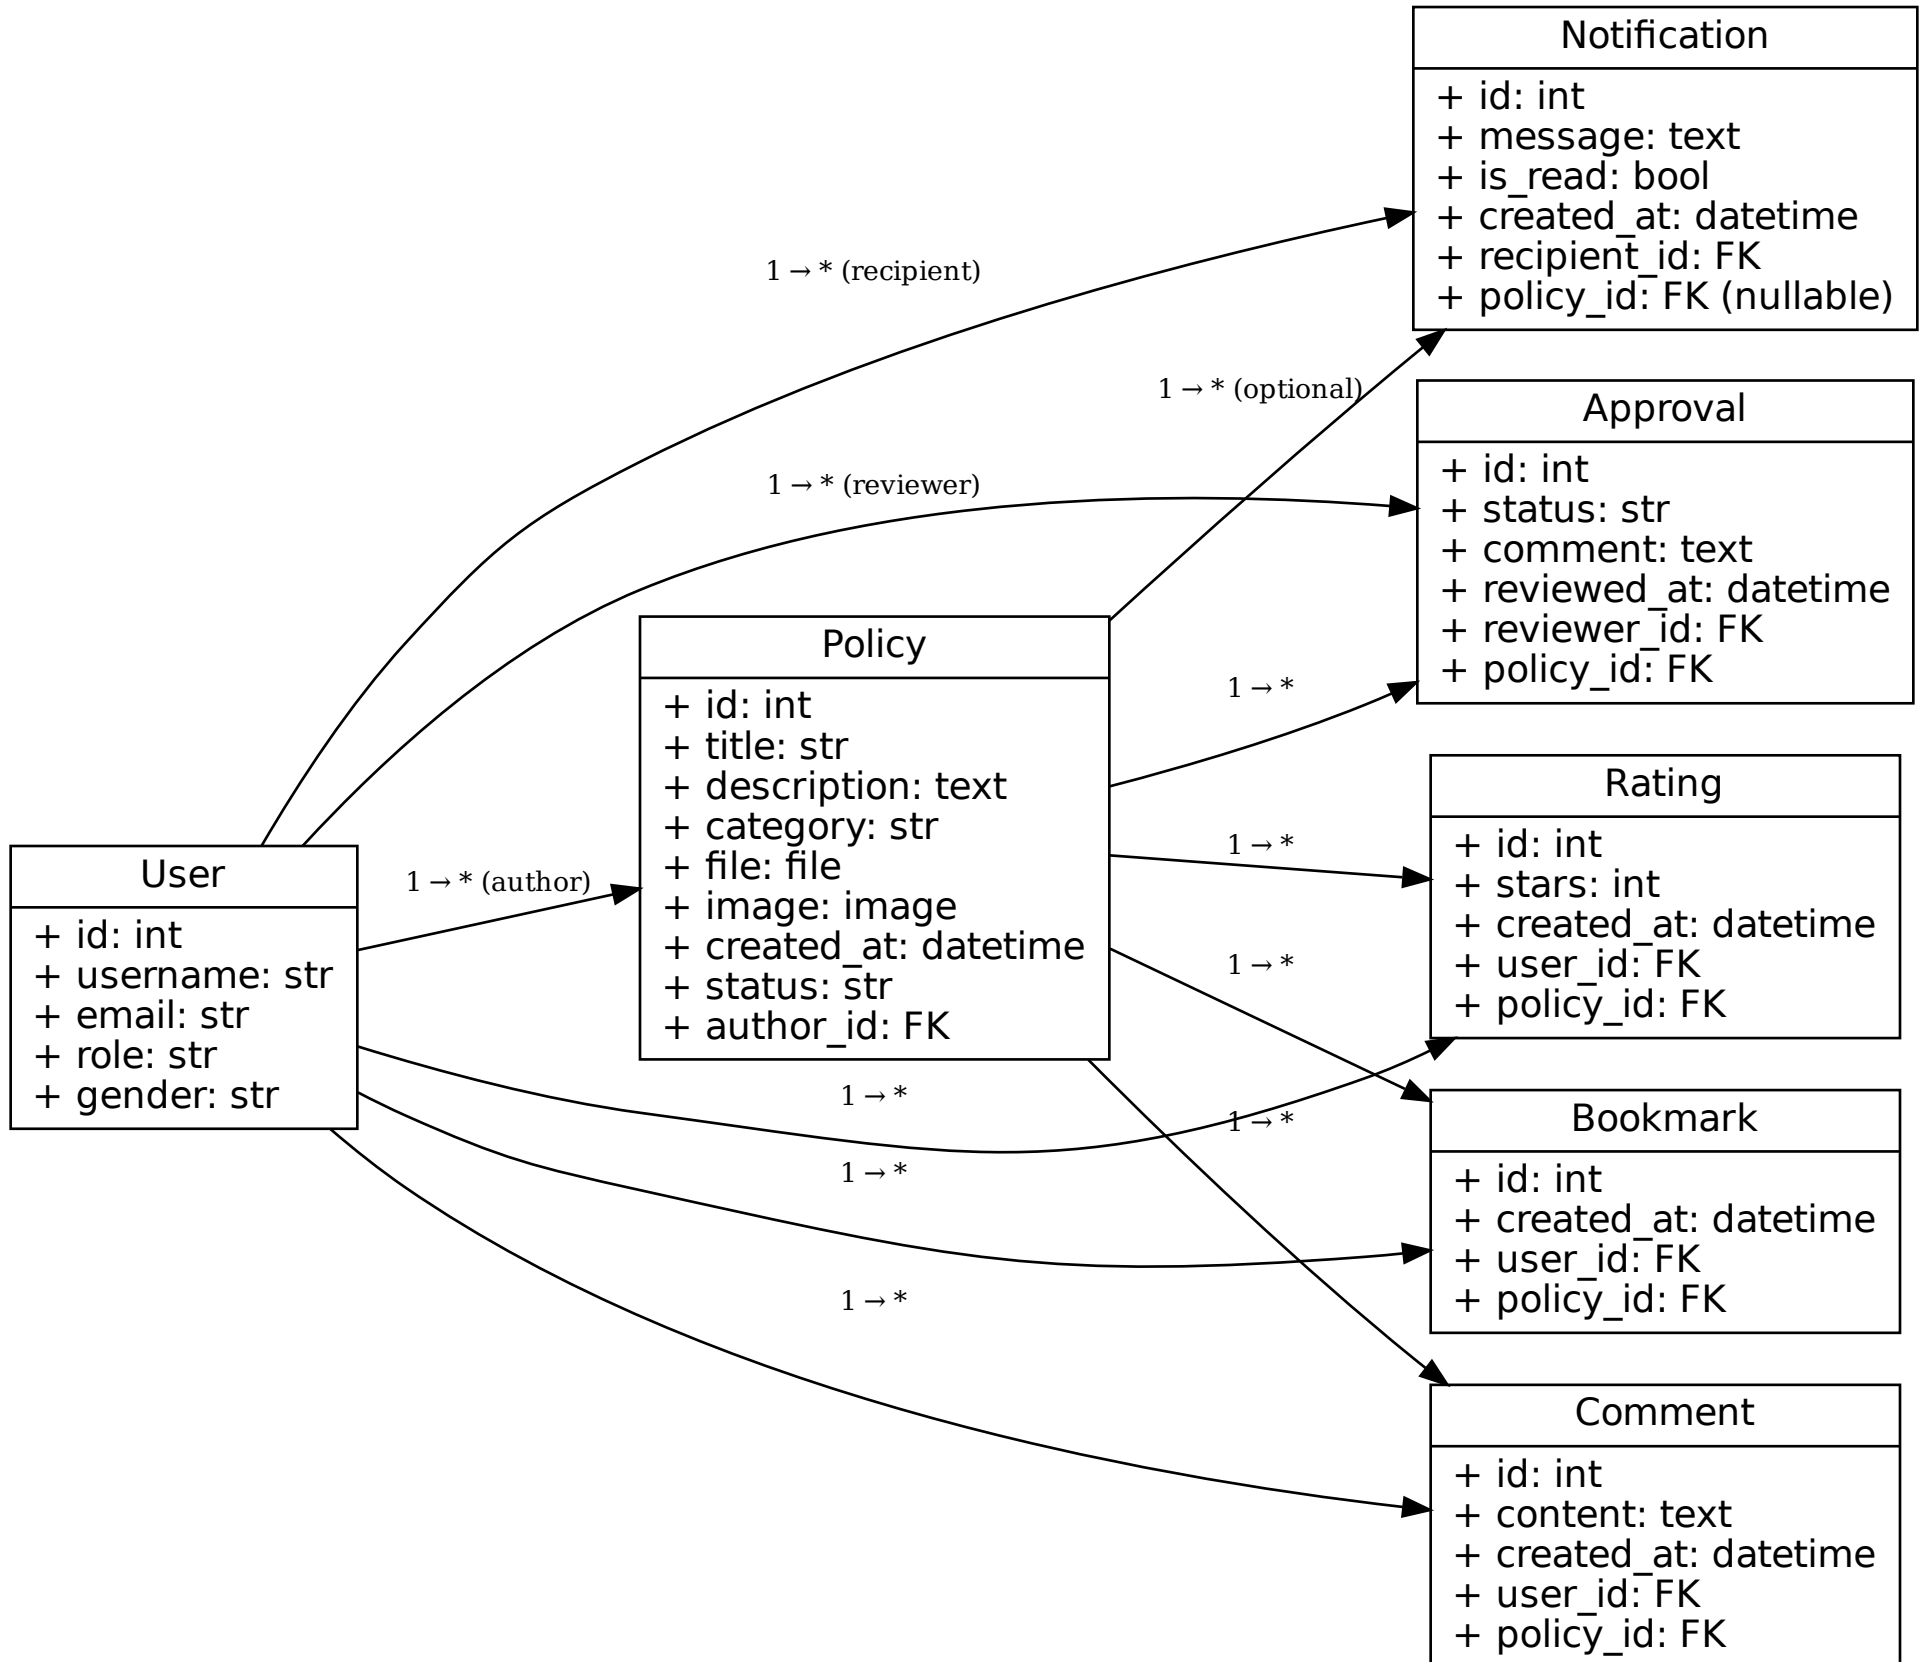 Notification
+ id: int
+ message: text
+ is_read: bool
+ created_at: datetime
+ recipient_id: FK
+ policy_id: FK (nullable)
1 → * (recipient)
1 → * (optional)
Approval
+ id: int
+ status: str
+ comment: text
+ reviewed_at: datetime
+ reviewer_id: FK
+ policy_id: FK
1 → * (reviewer)
Policy
+ id: int
+ title: str
+ description: text
+ category: str
+ file: file
+ image: image
+ created_at: datetime
+ status: str
+ author_id: FK
1 → *
1 → *
1 → *
1 → *
Rating
+ id: int
+ stars: int
+ created_at: datetime
+ user_id: FK
+ policy_id: FK
User
+ id: int
+ username: str
+ email: str
+ role: str
+ gender: str
1 → * (author)
1 → *
1 → *
1 → *
Bookmark
+ id: int
+ created_at: datetime
+ user_id: FK
+ policy_id: FK
Comment
+ id: int
+ content: text
+ created_at: datetime
+ user_id: FK
+ policy_id: FK